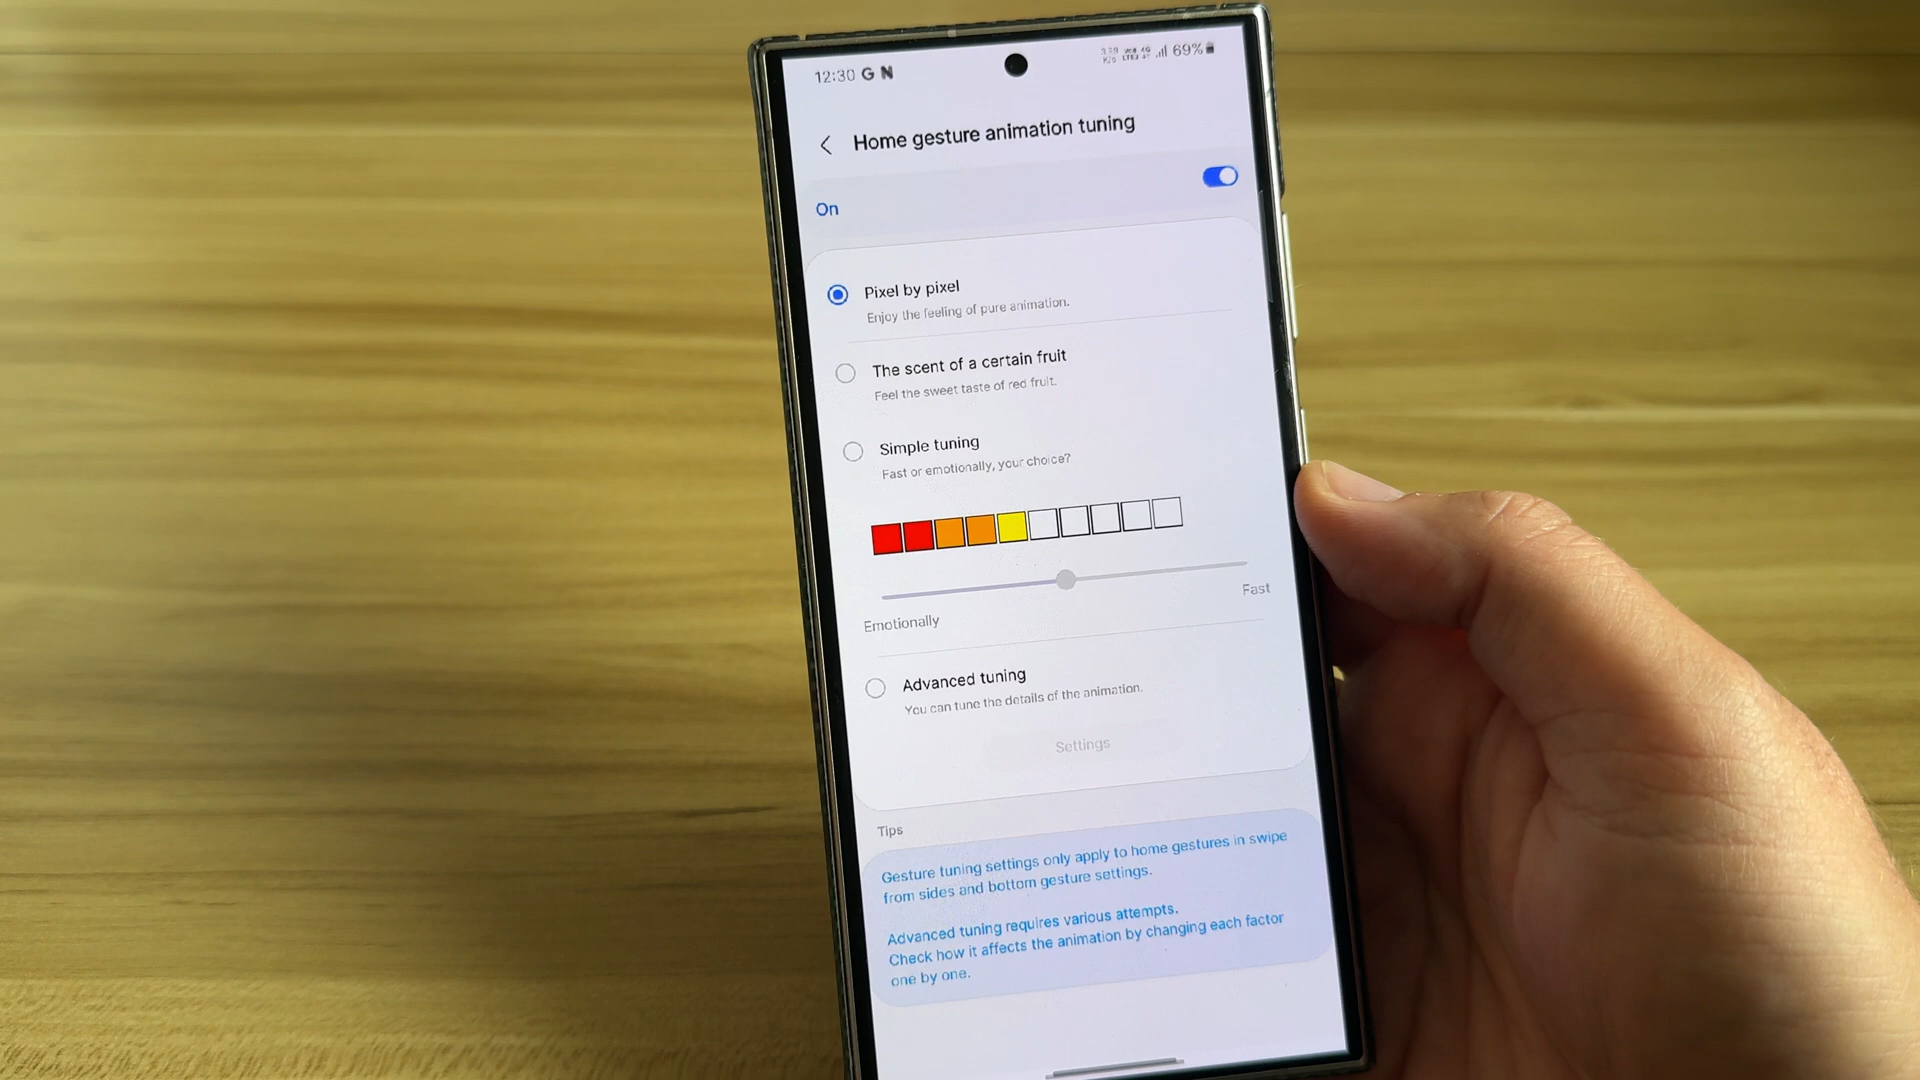 12:30 G N
69%
Home gesture animation tuning
On
Pixel by pixel
Enjoy the feeling of pure animation.
The scent of a certain fruit
Feel the sweet taste of red fruit.
Simple tuning
Fast or emotionally, your choice?
Emotionally
Fast
Advanced tuning
You can tune the details of the animation.
Settings
Tips
Gesture tuning settings only apply to home gestures in swipe
from sides and bottom gesture settings.
Advanced tuning requires various attempts.
Check how it affects the animation by changing each factor
one by one.